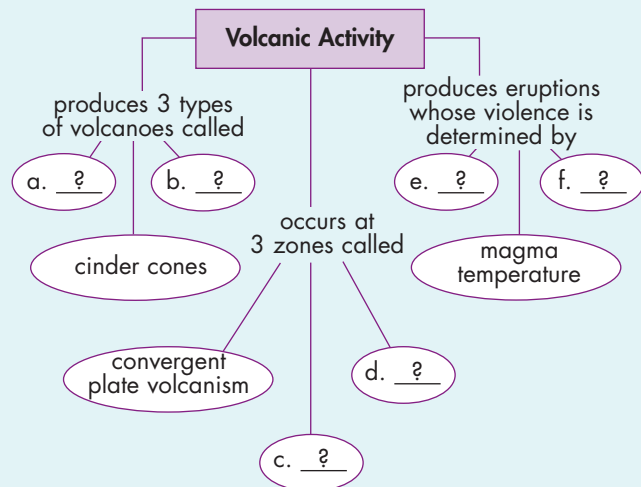 Volcanic Activity
produces 3 types
of volcanoes called
a. ?
b. ?
cinder cones
occurs at
3 zones called
convergent
plate volcanism
c. ?
d. ?
produces eruptions
whose violence is
determined by
e. ?
f. ?
magma
temperature